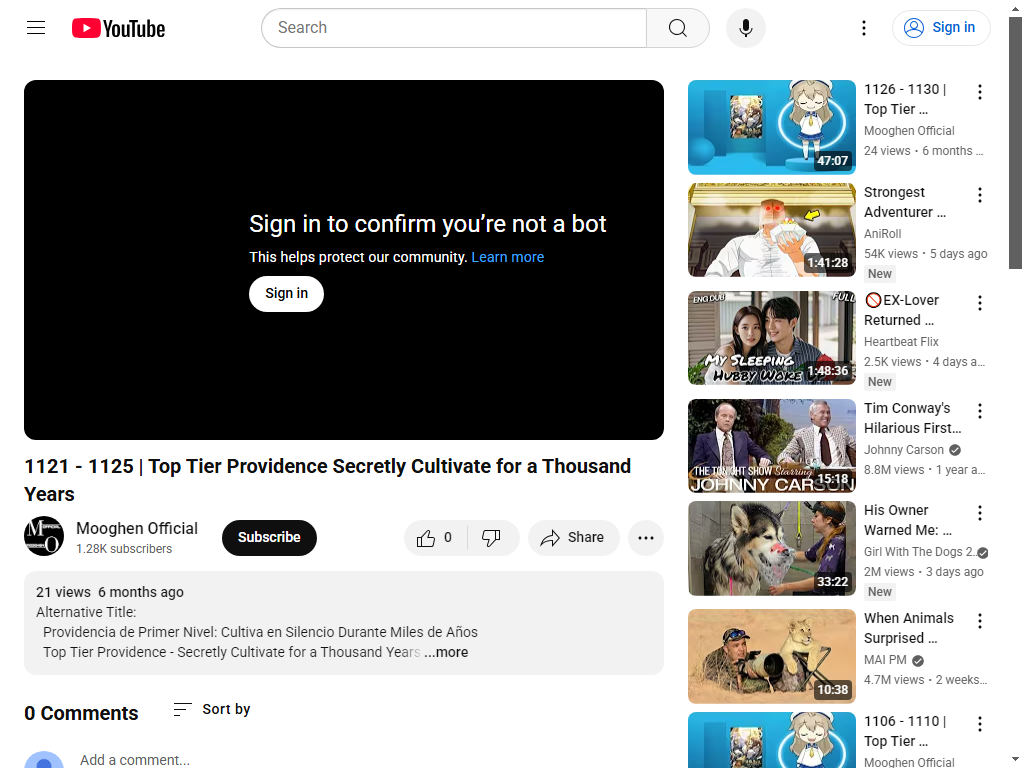 YouTube
Search
Sign in
Sign in to confirm you’re not a bot
This helps protect our community. Learn more
Sign in
1121 - 1125 | Top Tier Providence Secretly Cultivate for a Thousand
Years
Mooghen Official
1.28K subscribers
Subscribe
0
Share
21 views 6 months ago
Alternative Title:
Providencia de Primer Nivel: Cultiva en Silencio Durante Miles de Años
Top Tier Providence - Secretly Cultivate for a Thousand Years ...more
0 Comments
Sort by
Add a comment...
47:07
1126 - 1130 |
Top Tier ...
Mooghen Official
24 views • 6 months ...
1:41:28
Strongest
Adventurer ...
AniRoll
54K views • 5 days ago
New
ENG DUB
FULL
MY SLEEPING
HUBBY WOKE UP
1:48:36
🚫EX-Lover
Returned ...
Heartbeat Flix
2.5K views • 4 days a...
New
THE TONIGHT SHOW Starring
JOHNNY CARSON
15:18
Tim Conway's
Hilarious First...
Johnny Carson
8.8M views • 1 year a...
33:22
His Owner
Warned Me: ...
Girl With The Dogs 2...
2M views • 3 days ago
New
10:38
When Animals
Surprised ...
MAI PM
4.7M views • 2 weeks...
1106 - 1110 |
Top Tier ...
Mooghen Official